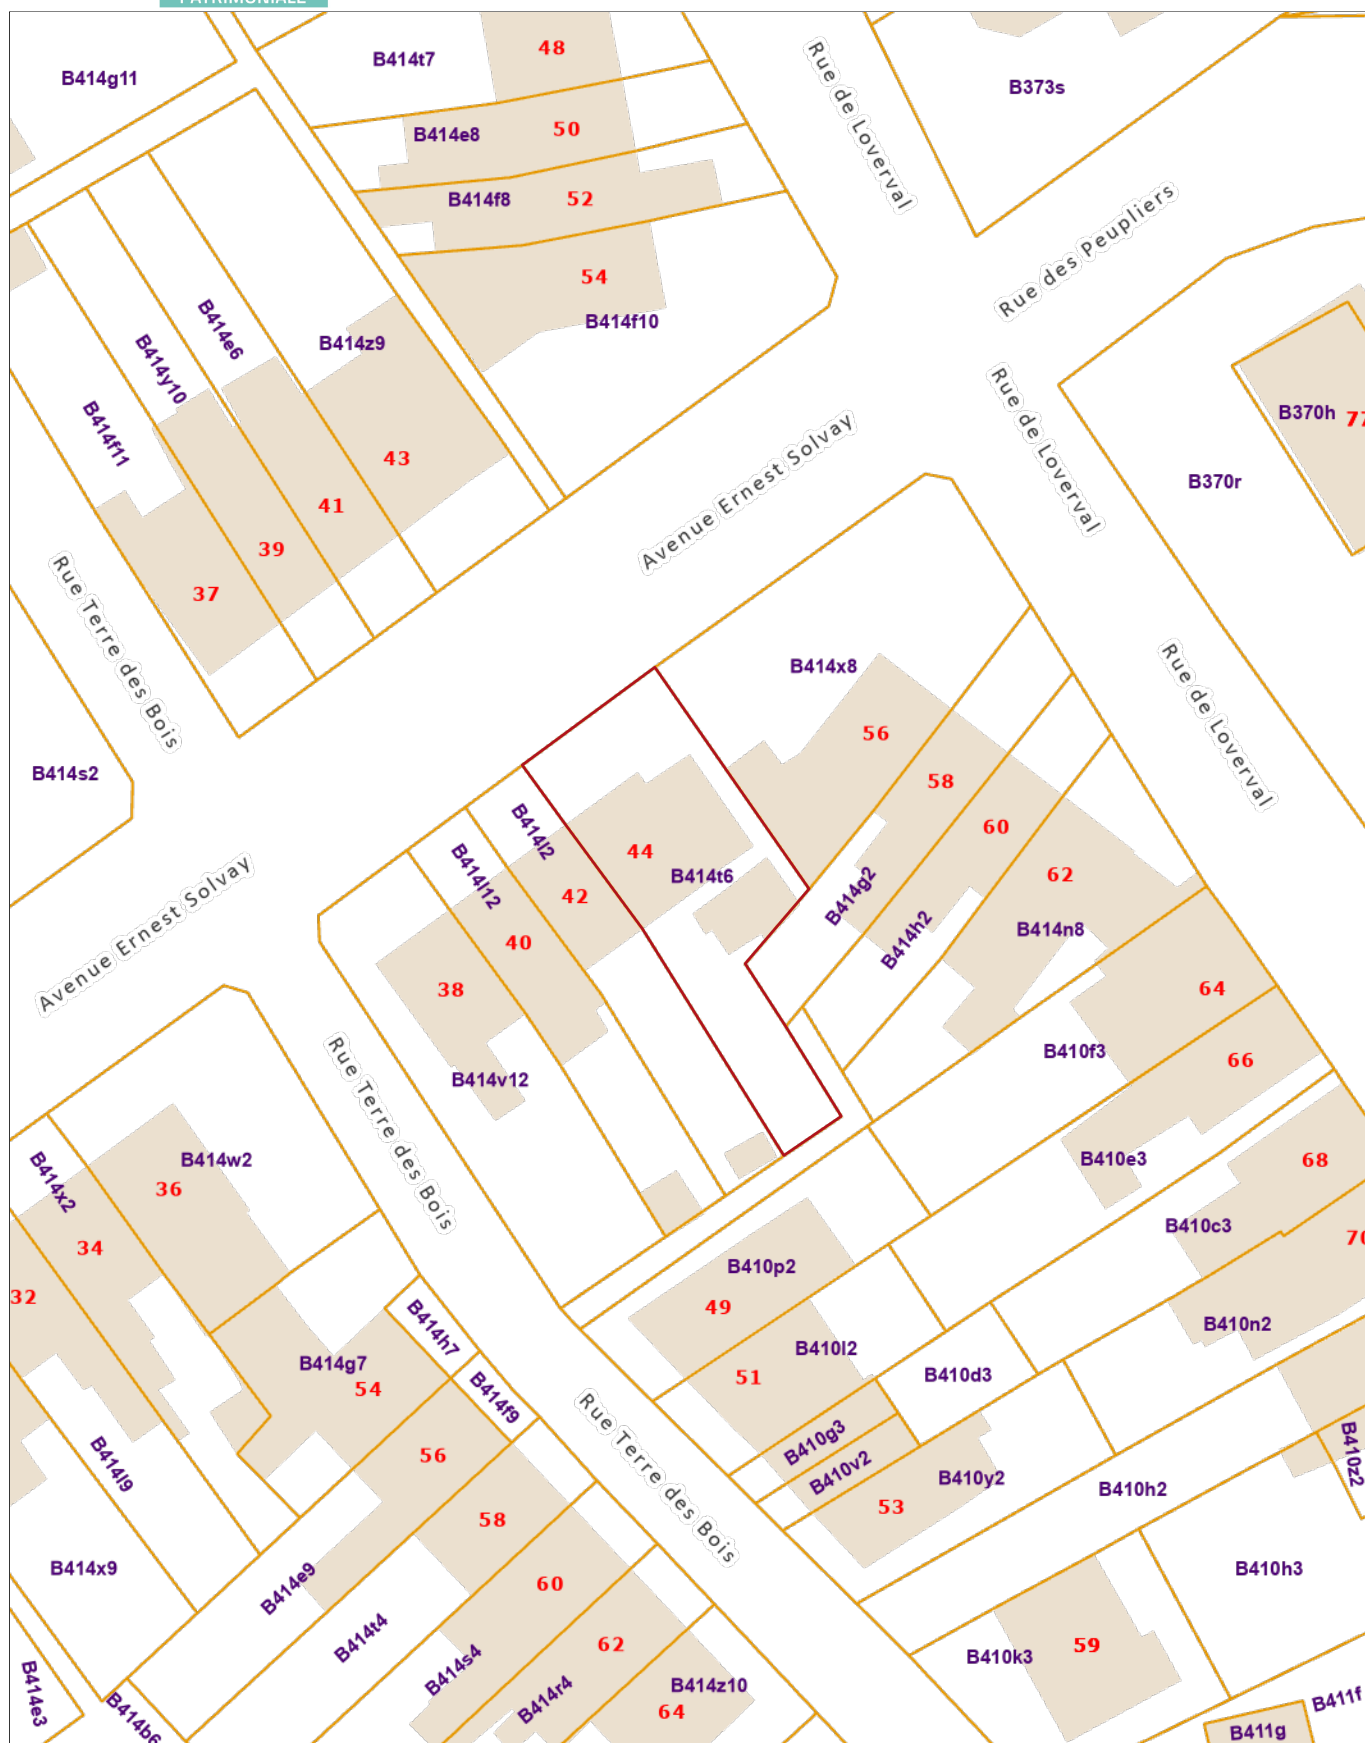 PATRIMONIALE
48
B414t7
B414g11
B373s
Rue de Loverval
50
B414e8
52
B414f8
Rue des Peupliers
54
B414f10
B414e6
B414z9
B414y10
B414f11
B370h
77
Rue de Loverval
Avenue Ernest Solvay
43
B370r
41
39
37
Rue Terre des Bois
B414x8
Rue de Loverval
56
B414s2
58
B414l2
60
44
B414t6
62
B414l12
42
B414g2
Avenue Ernest Solvay
40
B414h2
B414n8
38
64
B410f3
66
B414v12
Rue Terre des Bois
B414w2
B410e3
68
B414x2
36
B410c3
34
70
B410p2
32
49
B414h7
B410n2
B410l2
B414g7
51
B410d3
54
B414f9
B410g3
56
B414l9
B410v2
B410z2
Rue Terre des Bois
B410y2
B410h2
53
58
B414x9
B410h3
B414e9
60
B414t4
62
59
B414s4
B410k3
B414e3
B414r4
B414z10
B411f
64
B414b6
B411g